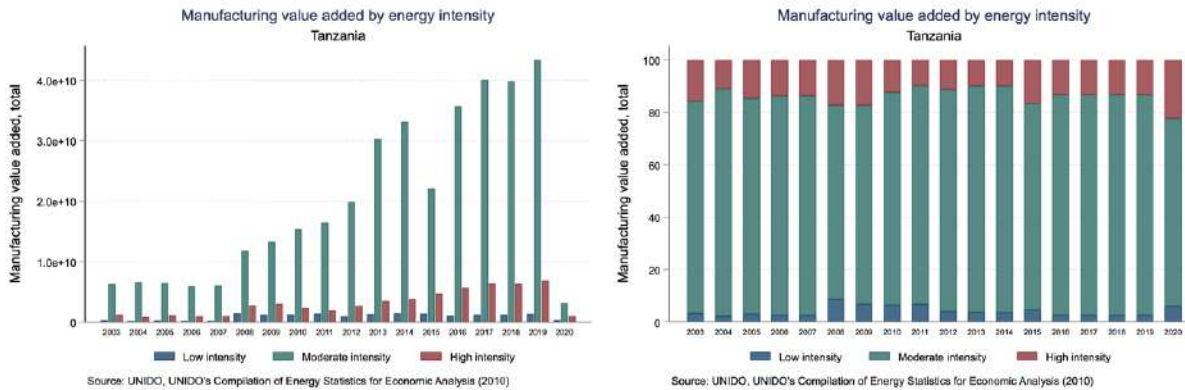 Manufacturing value added by energy intensity
Tanzania
Manufacturing value added, total
4.0e+10
3.0e+10
2.0e+10
1.0e+10
0
2003 2004 2005 2006 2007 2008 2009 2010 2011 2012 2013 2014 2015 2016 2017 2018 2019 2020
Low intensity Moderate intensity High intensity
Source: UNIDO, UNIDO's Compilation of Energy Statistics for Economic Analysis (2010)
Manufacturing value added by energy intensity
Tanzania
Manufacturing value added, total
100
80
60
40
20
0
2003 2004 2005 2006 2007 2008 2009 2010 2011 2012 2013 2014 2015 2016 2017 2018 2019 2020
Low intensity Moderate intensity High intensity
Source: UNIDO, UNIDO's Compilation of Energy Statistics for Economic Analysis (2010)